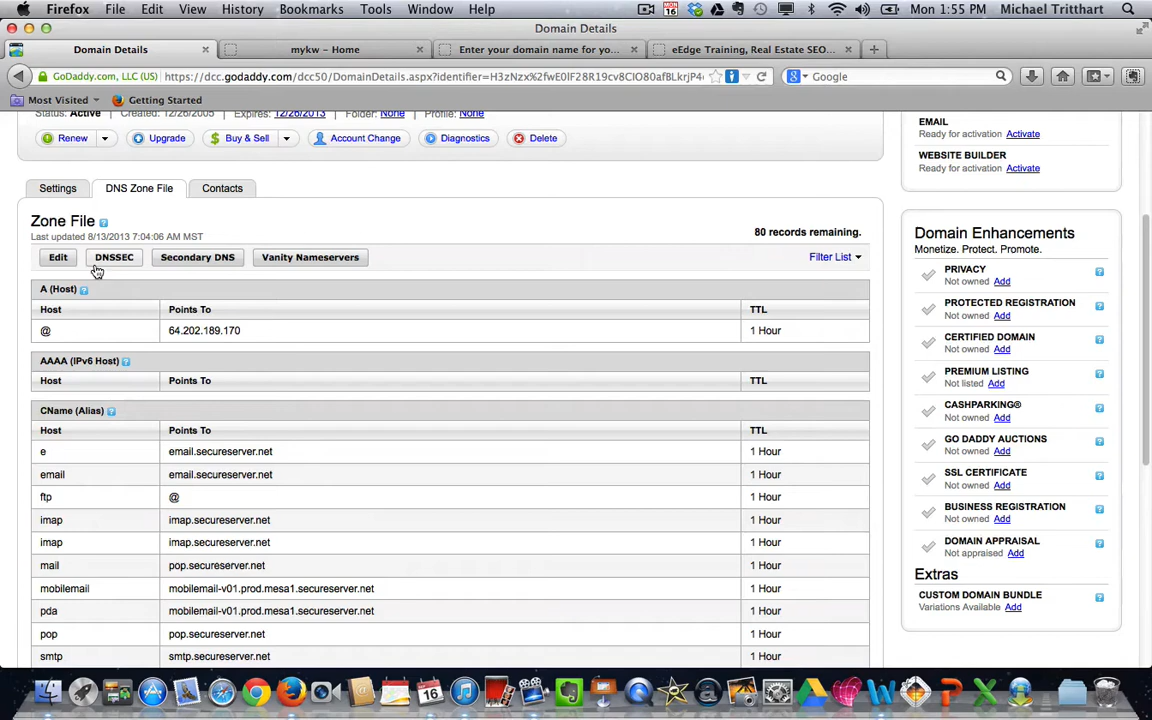 Firefox File Edit View History Bookmarks Tools Window Help Mon 1:55 PM Michael Tritthart
Domain Details
Domain Details mykw – Home Enter your domain name for yo... eEdge Training, Real Estate SEO...
GoDaddy.com, LLC (US) https://dcc.godaddy.com/dcc50/DomainDetails.aspx?identifier=H3zNzx%2fwE0lF28R19cv8ClO80afBLkrjP4 Google
Most Visited Getting Started
Status: Active Created: 12/26/2005 Expires: 12/26/2013 Folder: None Profile: None
Renew Upgrade Buy & Sell Account Change Diagnostics Delete
EMAIL
Ready for activation Activate
WEBSITE BUILDER
Ready for activation Activate
Settings DNS Zone File Contacts
Zone File
Last updated 8/13/2013 7:04:06 AM MST
80 records remaining.
Edit DNSSEC Secondary DNS Vanity Nameservers Filter List
A (Host)
Host Points To TTL
@ 64.202.189.170 1 Hour
AAAA (IPv6 Host)
Host Points To TTL
CName (Alias)
Host Points To TTL
e email.secureserver.net 1 Hour
email email.secureserver.net 1 Hour
ftp @ 1 Hour
imap imap.secureserver.net 1 Hour
imap imap.secureserver.net 1 Hour
mail pop.secureserver.net 1 Hour
mobilemail mobilemail-v01.prod.mesa1.secureserver.net 1 Hour
pda mobilemail-v01.prod.mesa1.secureserver.net 1 Hour
pop pop.secureserver.net 1 Hour
smtp smtp.secureserver.net 1 Hour
Domain Enhancements
Monetize. Protect. Promote.
PRIVACY
Not owned Add
PROTECTED REGISTRATION
Not owned Add
CERTIFIED DOMAIN
Not owned Add
PREMIUM LISTING
Not listed Add
CASHPARKING®
Not owned Add
GO DADDY AUCTIONS
Not owned Add
SSL CERTIFICATE
Not owned Add
BUSINESS REGISTRATION
Not owned Add
DOMAIN APPRAISAL
Not appraised Add
Extras
CUSTOM DOMAIN BUNDLE
Variations Available Add